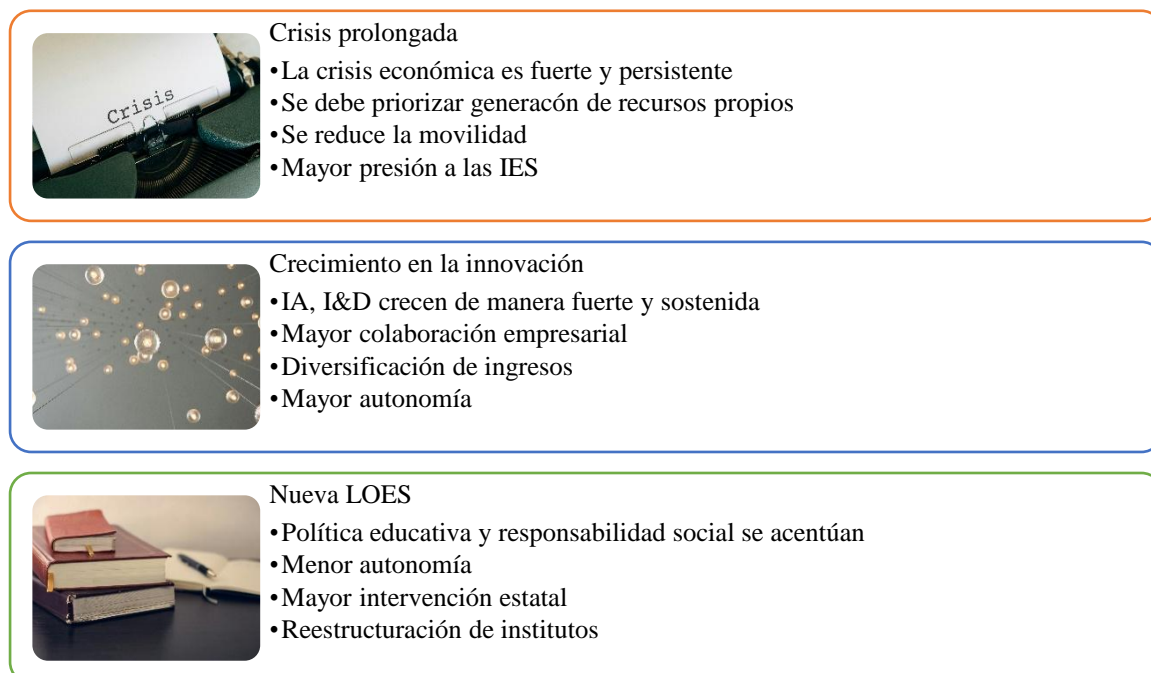 Crisis
Crisis prolongada
•La crisis económica es fuerte y persistente
•Se debe priorizar generacón de recursos propios
•Se reduce la movilidad
•Mayor presión a las IES
Crecimiento en la innovación
•IA, I&D crecen de manera fuerte y sostenida
•Mayor colaboración empresarial
•Diversificación de ingresos
•Mayor autonomía
Nueva LOES
•Política educativa y responsabilidad social se acentúan
•Menor autonomía
•Mayor intervención estatal
•Reestructuración de institutos